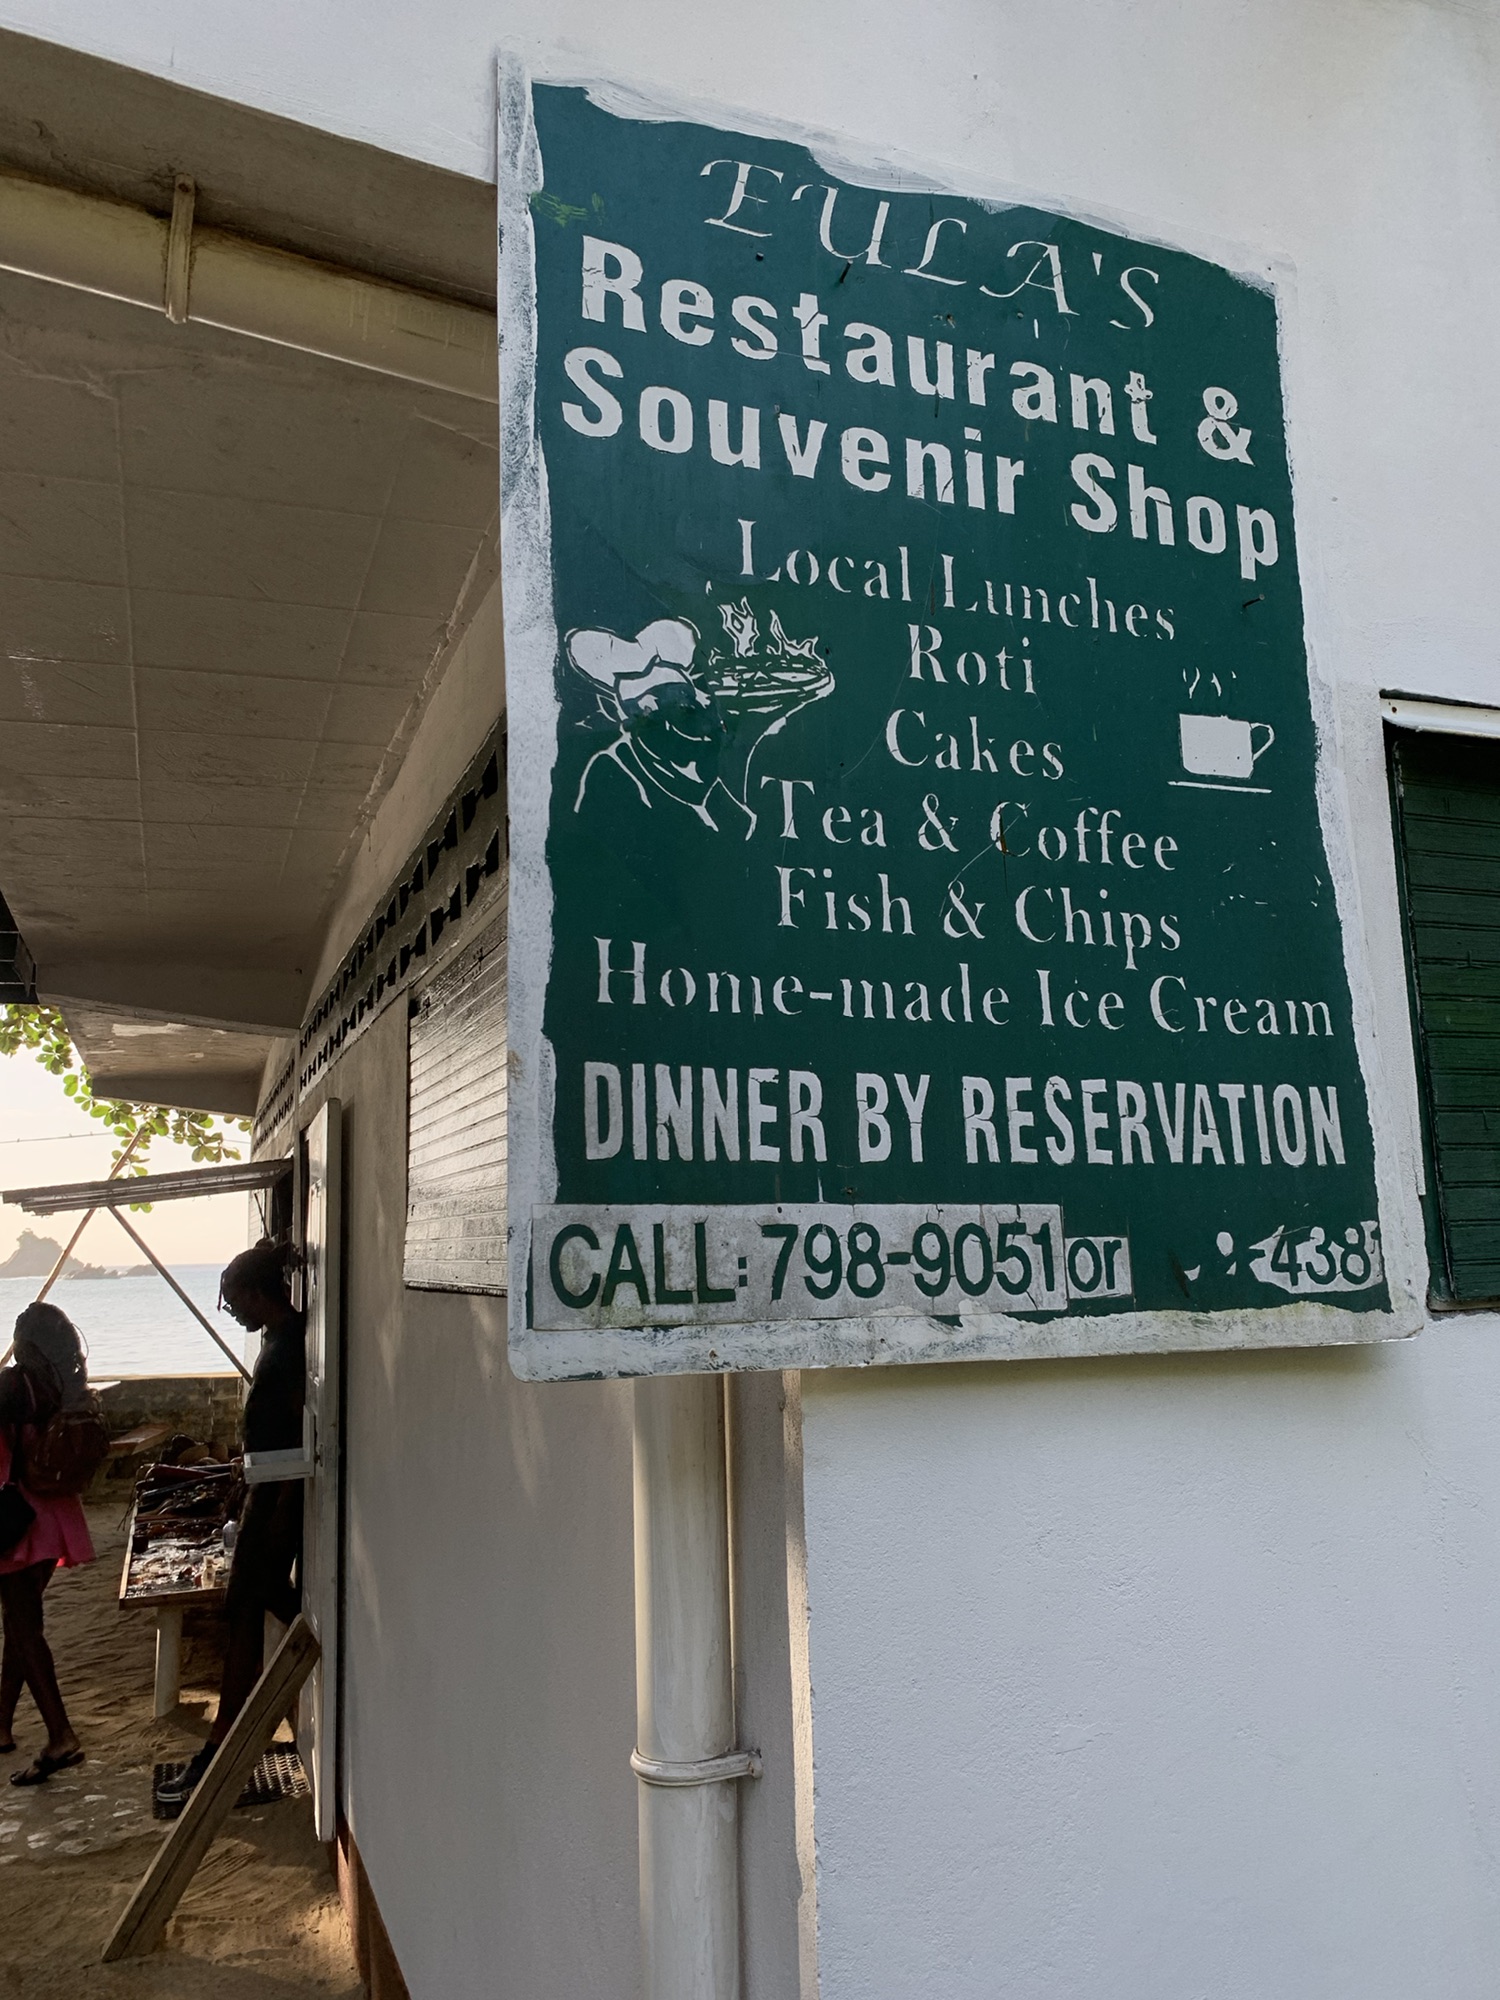 EULA'S
Restaurant &
Souvenir Shop
Local Lunches
Roti
Cakes
Tea & Coffee
Fish & Chips
Home-made Ice Cream
DINNER BY RESERVATION
CALL: 798-9051 or